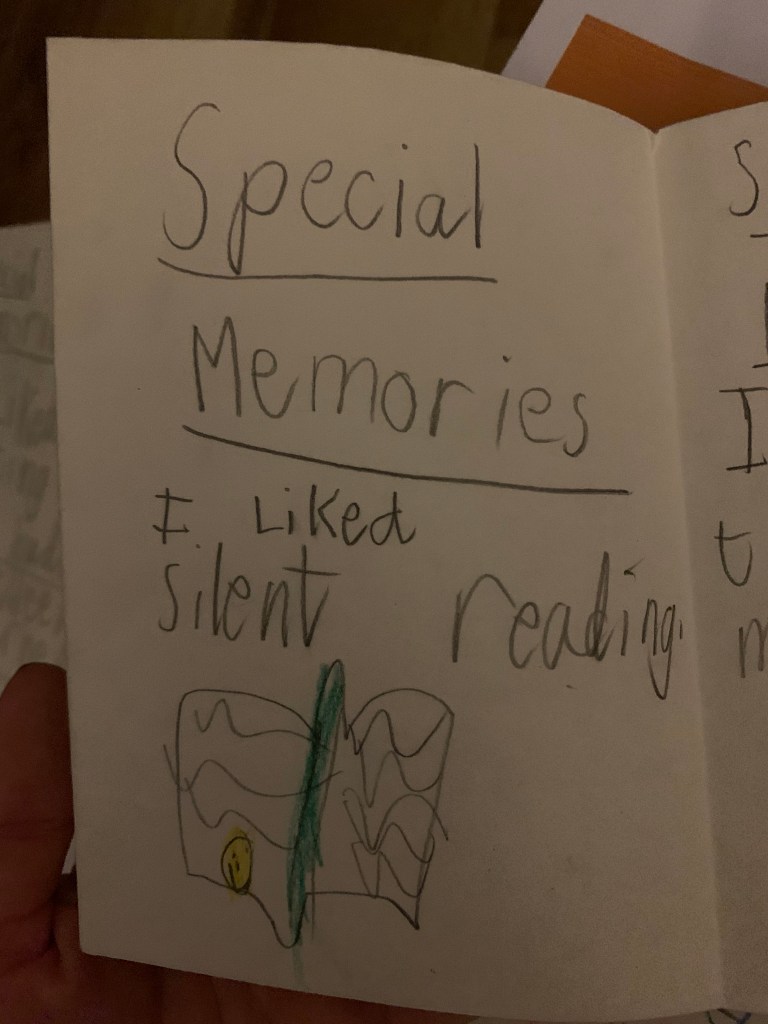 Special
Memories
I Liked
silent reading.
S
I
t
m